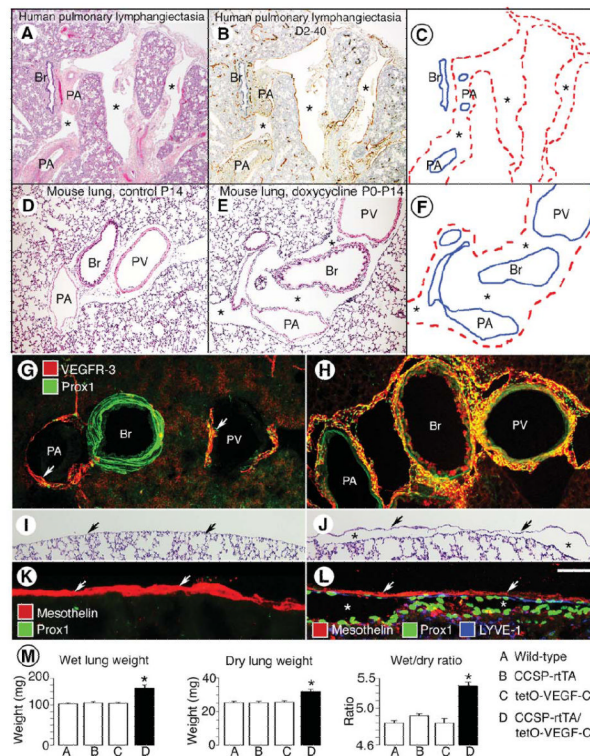 Human pulmonary lymphangiectasia
A
Br
PA
*
*
*
PA
Human pulmonary lymphangiectasia
D2-40
B
Br
PA
*
*
*
PA
C
Br
PA
*
*
*
PA
Mouse lung, control P14
D
Br
PV
PA
Mouse lung, doxycycline P0-P14
E
PV
*
Br
*
*
PA
F
PV
*
Br
*
*
PA
G
VEGFR-3
Prox1
PA
Br
PV
H
Br
PV
PA
I
J
*
*
K
Mesothelin
Prox1
L
*
*
Mesothelin Prox1 LYVE-1
M
Wet lung weight
Weight (mg)
200
100
0
*
A B C D
Dry lung weight
Weight (mg)
40
20
0
*
A B C D
Wet/dry ratio
Ratio
5.5
5.0
4.6
*
A B C D
A Wild-type
B CCSP-rtTA
C tetO-VEGF-C
D CCSP-rtTA/
tetO-VEGF-C